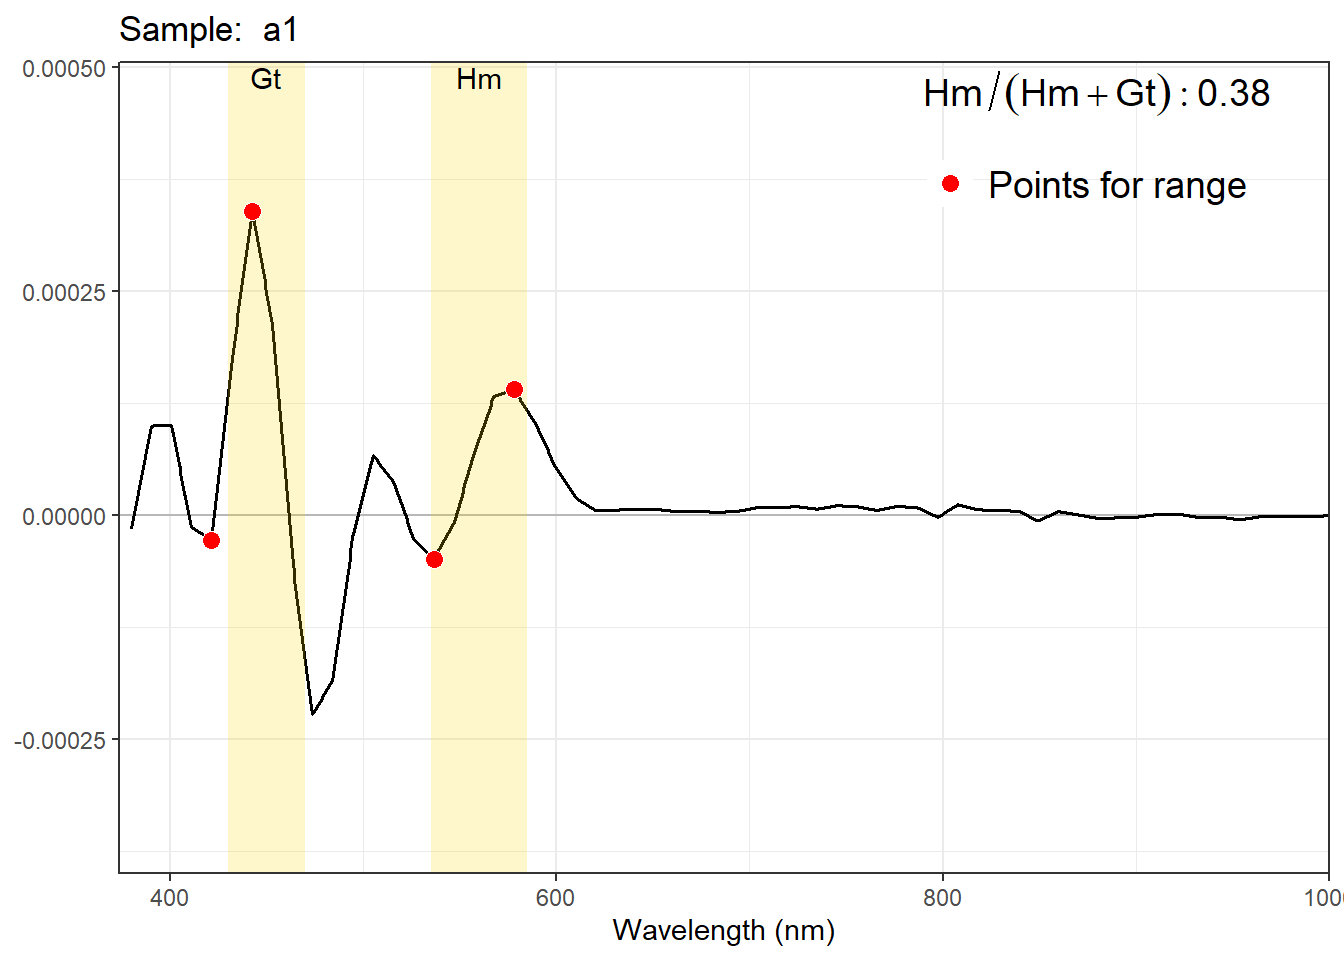 Sample:  a1
Gt
Hm
Hm/(Hm+Gt):0.38
Points for range
0.00050
0.00025
0.00000
-0.00025
400
600
800
100
Wavelength (nm)